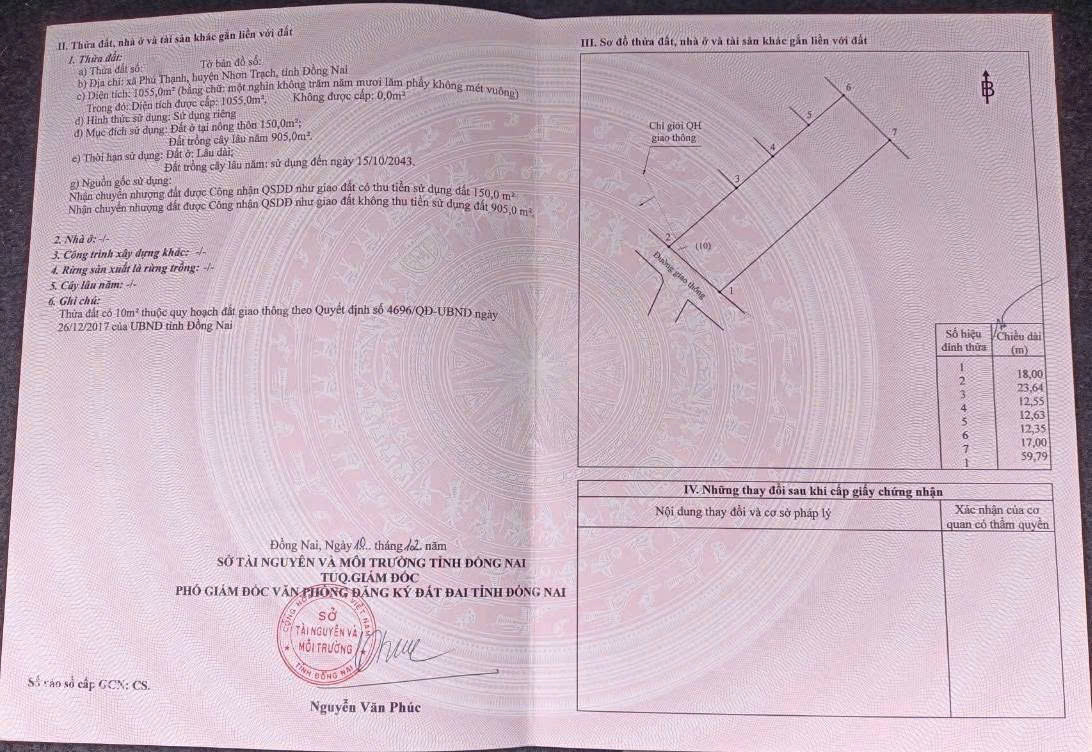 II. Thửa đất, nhà ở và tài sản khác gắn liền với đất
1. Thửa đất:
a) Thửa đất số: Tờ bản đồ số:
b) Địa chỉ: xã Phú Thạnh, huyện Nhơn Trạch, tỉnh Đồng Nai
c) Diện tích: 1055,0m² (bằng chữ: một nghìn không trăm năm mươi lăm phẩy không mét vuông)
Trong đó: Diện tích được cấp: 1055,0m², Không được cấp: 0,0m²
d) Hình thức sử dụng: Sử dụng riêng
đ) Mục đích sử dụng: Đất ở tại nông thôn 150,0m²;
Đất trồng cây lâu năm 905,0m².
e) Thời hạn sử dụng: Đất ở: Lâu dài;
Đất trồng cây lâu năm: sử dụng đến ngày 15/10/2043.
g) Nguồn gốc sử dụng:
Nhận chuyển nhượng đất được Công nhận QSDĐ như giao đất có thu tiền sử dụng đất 150,0 m²
Nhận chuyển nhượng đất được Công nhận QSDĐ như giao đất không thu tiền sử dụng đất 905,0 m².
2. Nhà ở: -/-
3. Công trình xây dựng khác: -/-
4. Rừng sản xuất là rừng trồng: -/-
5. Cây lâu năm: -/-
6. Ghi chú:
Thửa đất có 10m² thuộc quy hoạch đất giao thông theo Quyết định số 4696/QĐ-UBND ngày
26/12/2017 của UBND tỉnh Đồng Nai
Đồng Nai, Ngày tháng năm
SỞ TÀI NGUYÊN VÀ MÔI TRƯỜNG TỈNH ĐỒNG NAI
TUQ.GIÁM ĐỐC
PHÓ GIÁM ĐỐC VĂN PHÒNG ĐĂNG KÝ ĐẤT ĐAI TỈNH ĐỒNG NAI
SỞ
TÀI NGUYÊN VÀ
MÔI TRƯỜNG
TỈNH ĐỒNG NAI
Nguyễn Văn Phúc
Số vào sổ cấp GCN: CS.
III. Sơ đồ thửa đất, nhà ở và tài sản khác gắn liền với đất
B
6
5
7
Chỉ giới QH
giao thông
4
3
2
(10)
Đường giao thông
1
Số hiệu đỉnh thửa
Chiều dài (m)
1
18,00
2
23,64
3
12,55
4
12,63
5
12,35
6
17,00
7
59,79
1
IV. Những thay đổi sau khi cấp giấy chứng nhận
Nội dung thay đổi và cơ sở pháp lý
Xác nhận của cơ
quan có thẩm quyền